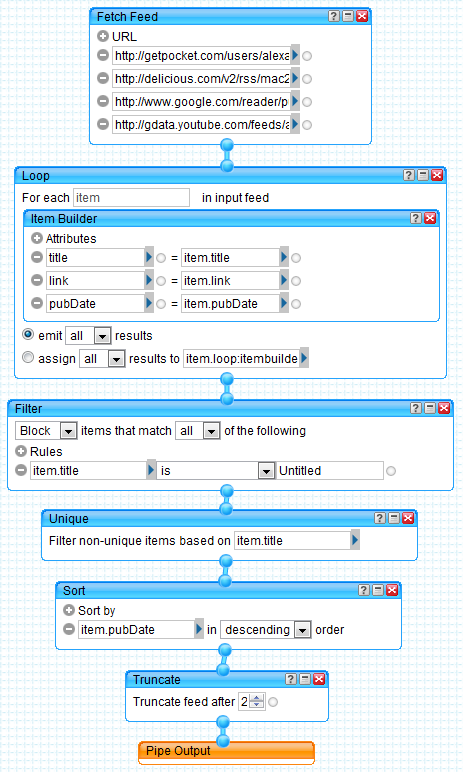 Fetch Feed
URL
http://getpocket.com/users/alexa
http://delicious.com/v2/rss/mac2
http://www.google.com/reader/p
http://gdata.youtube.com/feeds/a
Loop
For each item in input feed
Item Builder
Attributes
title = item.title
link = item.link
pubDate = item.pubDate
emit all results
assign all results to item.loop:itembuilde
Filter
Block items that match all of the following
Rules
item.title is Untitled
Unique
Filter non-unique items based on item.title
Sort
Sort by
item.pubDate in descending order
Truncate
Truncate feed after 2
Pipe Output